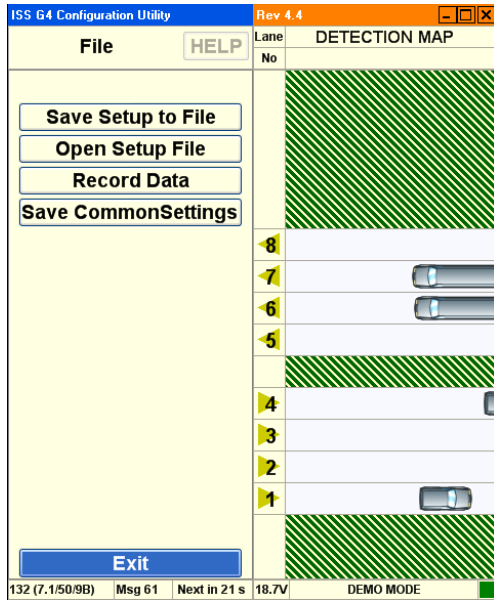 ISS G4 Configuration Utility Rev 4.4
File HELP Lane No DETECTION MAP
Save Setup to File
Open Setup File
Record Data
Save CommonSettings
8
7
6
5
4
3
2
1
Exit
132 (7.1/50/9B) Msg 61 Next in 21 s 18.7V DEMO MODE